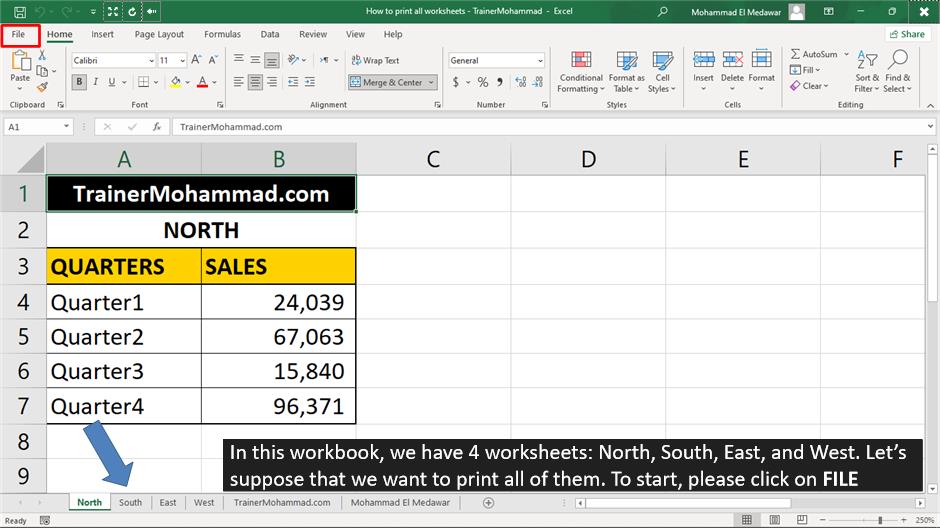 How to print all worksheets - TrainerMohammad - Excel
Mohammad El Medawar
File Home Insert Page Layout Formulas Data Review View Help Share
Calibri 11 A^ A˅ Wrap Text General AutoSum
Paste B I U A Merge & Center $ % 9 Conditional Formatting Format as Table Cell Styles Insert Delete Format Fill Clear Sort & Filter Find & Select
Clipboard Font Alignment Number Styles Cells Editing
A1 fx TrainerMohammad.com
A B C D E F
1 TrainerMohammad.com
2 NORTH
3 QUARTERS SALES
4 Quarter1 24,039
5 Quarter2 67,063
6 Quarter3 15,840
7 Quarter4 96,371
8
9
In this workbook, we have 4 worksheets: North, South, East, and West. Let’s
suppose that we want to print all of them. To start, please click on FILE
North South East West TrainerMohammad.com Mohammad El Medawar
Ready 250%